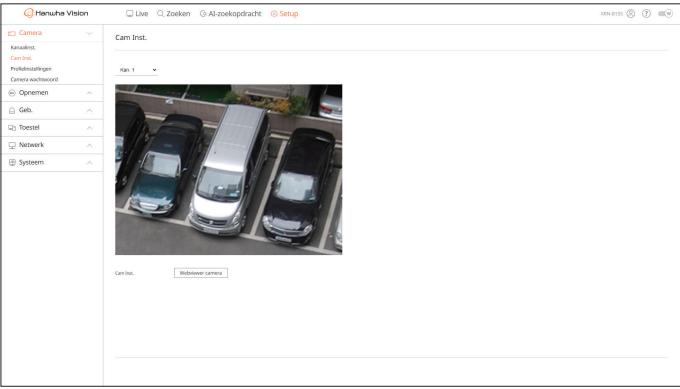 Hanwha Vision
Live Zoeken AI-zoekopdracht Setup
XRN-815S
Camera
Kanaalinst.
Cam Inst.
Profielinstellingen
Camera wachtwoord
Opnemen
Geb.
Toestel
Netwerk
Systeem
Cam Inst.
Kan. 1
Cam Inst. Webviewer camera